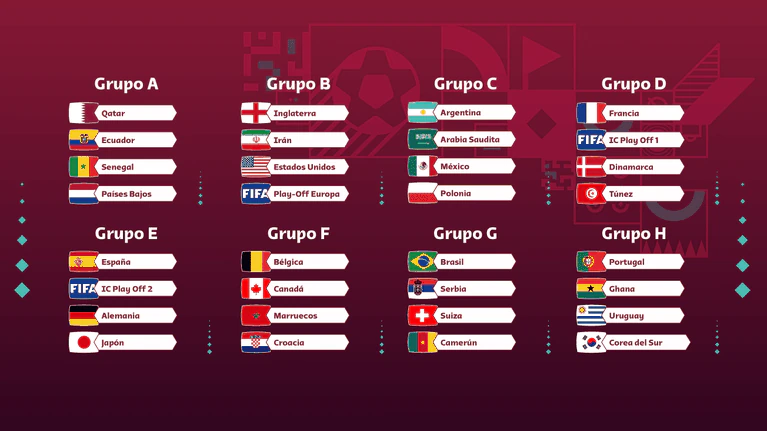 Grupo A
Qatar
Ecuador
Senegal
Países Bajos
Grupo B
Inglaterra
Irán
Estados Unidos
FIFA Play-Off Europa
Grupo C
Argentina
Arabia Saudita
México
Polonia
Grupo D
Francia
FIFA IC Play Off 1
Dinamarca
Túnez
Grupo E
España
FIFA IC Play Off 2
Alemania
Japón
Grupo F
Bélgica
Canadá
Marruecos
Croacia
Grupo G
Brasil
Serbia
Suiza
Camerún
Grupo H
Portugal
Ghana
Uruguay
Corea del Sur